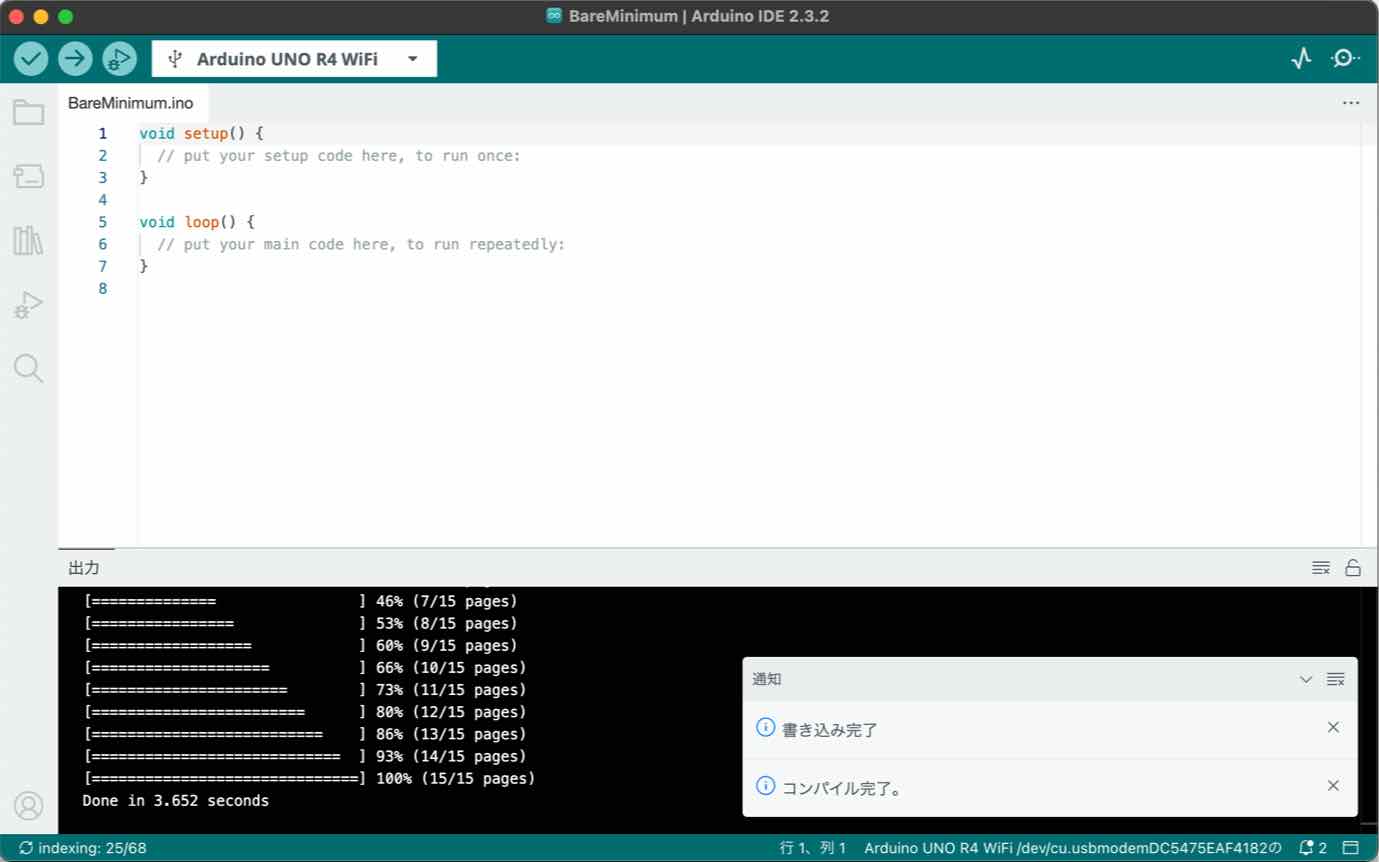 BareMinimum | Arduino IDE 2.3.2
Arduino UNO R4 WiFi
BareMinimum.ino
1 void setup() {
2 // put your setup code here, to run once:
3 }
4
5 void loop() {
6 // put your main code here, to run repeatedly:
7 }
8
出力
[============== ] 46% (7/15 pages)
[================ ] 53% (8/15 pages)
[================== ] 60% (9/15 pages)
[==================== ] 66% (10/15 pages)
[====================== ] 73% (11/15 pages)
[======================== ] 80% (12/15 pages)
[========================== ] 86% (13/15 pages)
[============================ ] 93% (14/15 pages)
[==============================] 100% (15/15 pages)
Done in 3.652 seconds
通知
書き込み完了
コンパイル完了。
indexing: 25/68 行 1、列 1 Arduino UNO R4 WiFi /dev/cu.usbmodemDC5475EAF4182の 2